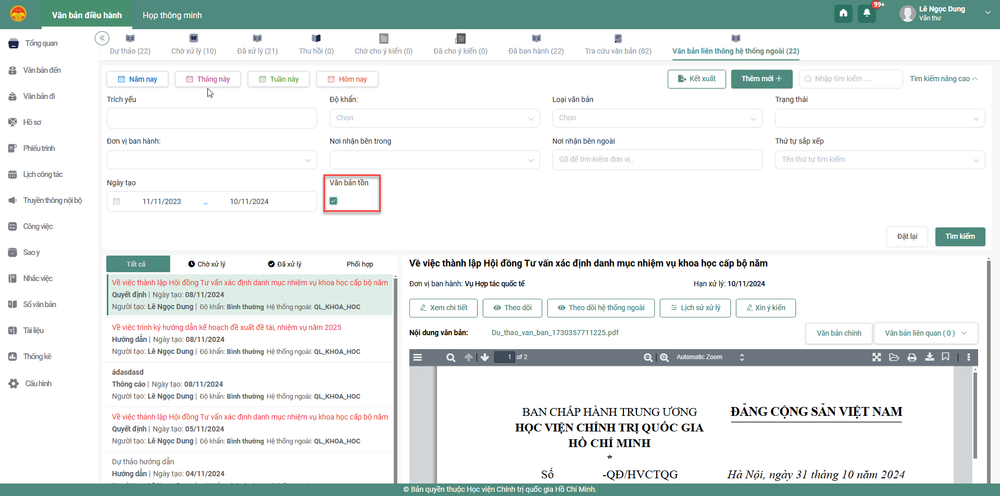 Văn bản điều hành
Họp thông minh
99+
Lê Ngọc Dung
Văn thư
Tổng quan
Văn bản đến
Văn bản đi
Hồ sơ
Phiếu trình
Lịch công tác
Truyền thông nội bộ
Công việc
Sao y
Nhắc việc
Sổ văn bản
Tài liệu
Thống kê
Cấu hình
Dự thảo (22)
Chờ xử lý (10)
Đã xử lý (21)
Thu hồi (0)
Chờ cho ý kiến (0)
Đã cho ý kiến (0)
Đã ban hành (22)
Tra cứu văn bản (82)
Văn bản liên thông hệ thống ngoài (22)
Năm nay
Tháng này
Tuần này
Hôm nay
Kết xuất
Thêm mới +
Nhập tìm kiếm ....
Tìm kiếm nâng cao
Trích yếu
Độ khẩn:
Loại văn bản
Trạng thái
Chọn
Chọn
Đơn vị ban hành:
Nơi nhận bên trong
Nơi nhận bên ngoài
Thứ tự sắp xếp
Gõ để tìm kiếm đơn vị..
Tên thứ tự tìm kiếm
Ngày tạo
Văn bản tồn
11/11/2023 – 10/11/2024
Đặt lại
Tìm kiếm
Tất cả
Chờ xử lý
Đã xử lý
Phối hợp
Về việc thành lập Hội đồng Tư vấn xác định danh mục nhiệm vụ khoa học cấp bộ năm
Quyết định | Ngày tạo: 08/11/2024
Người tạo: Lê Ngọc Dung | Độ khẩn: Bình thường Hệ thống ngoài: QL_KHOA_HOC
Về việc trình ký hướng dẫn kế hoạch đề xuất đề tài, nhiệm vụ năm 2025
Hướng dẫn | Ngày tạo: 08/11/2024
Người tạo: Lê Ngọc Dung | Độ khẩn: Bình thường Hệ thống ngoài: QL_KHOA_HOC
ádasdasd
Thông cáo | Ngày tạo: 08/11/2024
Người tạo: Lê Ngọc Dung | Độ khẩn: Bình thường Hệ thống ngoài: QL_KHOA_HOC
Về việc thành lập Hội đồng Tư vấn xác định danh mục nhiệm vụ khoa học cấp bộ năm
Quyết định | Ngày tạo: 05/11/2024
Người tạo: Lê Ngọc Dung | Độ khẩn: Bình thường Hệ thống ngoài: QL_KHOA_HOC
Dự thảo hướng dẫn
Hướng dẫn | Ngày tạo: 04/11/2024
Về việc thành lập Hội đồng Tư vấn xác định danh mục nhiệm vụ khoa học cấp bộ năm
Đơn vị ban hành: Vụ Hợp tác quốc tế
Hạn xử lý: 10/11/2024
Xem chi tiết
Theo dõi
Theo dõi hệ thống ngoài
Lịch sử xử lý
Xin ý kiến
Nội dung văn bản:
Du_thao_van_ban_1730357711225.pdf
Văn bản chính
Văn bản liên quan ( 0 )
1 of 2
Automatic Zoom
BAN CHẤP HÀNH TRUNG ƯƠNG
HỌC VIỆN CHÍNH TRỊ QUỐC GIA
HỒ CHÍ MINH
*
ĐẢNG CỘNG SẢN VIỆT NAM
Số -QĐ/HVCTQG
Hà Nội, ngày 31 tháng 10 năm 2024
© Bản quyền thuộc Học viện Chính trị quốc gia Hồ Chí Minh.